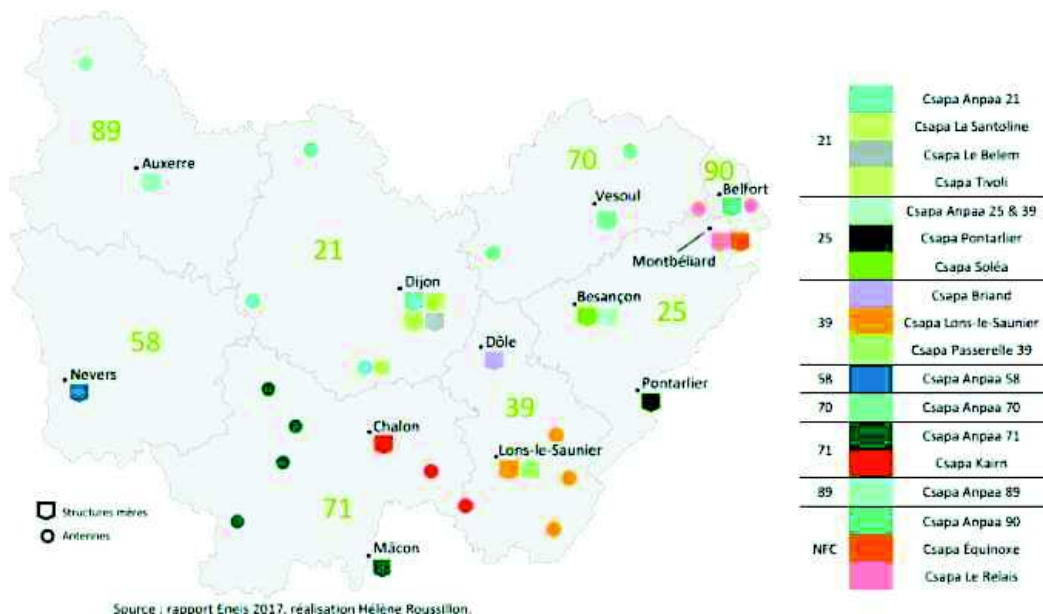 89
Auxerre
70
90
Belfort
Vesoul
Montbéliard
21
Dijon
Besançon
25
58
Nevers
Dôle
Pontarlier
39
Chalon
Lons-le-Saunier
71
Mâcon
Structures mères
Antennes
21
Csapa Anpaa 21
Csapa La Santoline
Csapa Le Belem
Csapa Tivoli
25
Csapa Anpaa 25 & 39
Csapa Pontarlier
Csapa Soléa
39
Csapa Briand
Csapa Lons-le-Saunier
Csapa Passerelle 39
58 Csapa Anpaa 58
70 Csapa Anpaa 70
71
Csapa Anpaa 71
Csapa Kairn
89 Csapa Anpaa 89
NFC
Csapa Anpaa 90
Csapa Équinoxe
Csapa Le Relais
Source : rapport Eneis 2017, réalisation Hélène Roussillon.